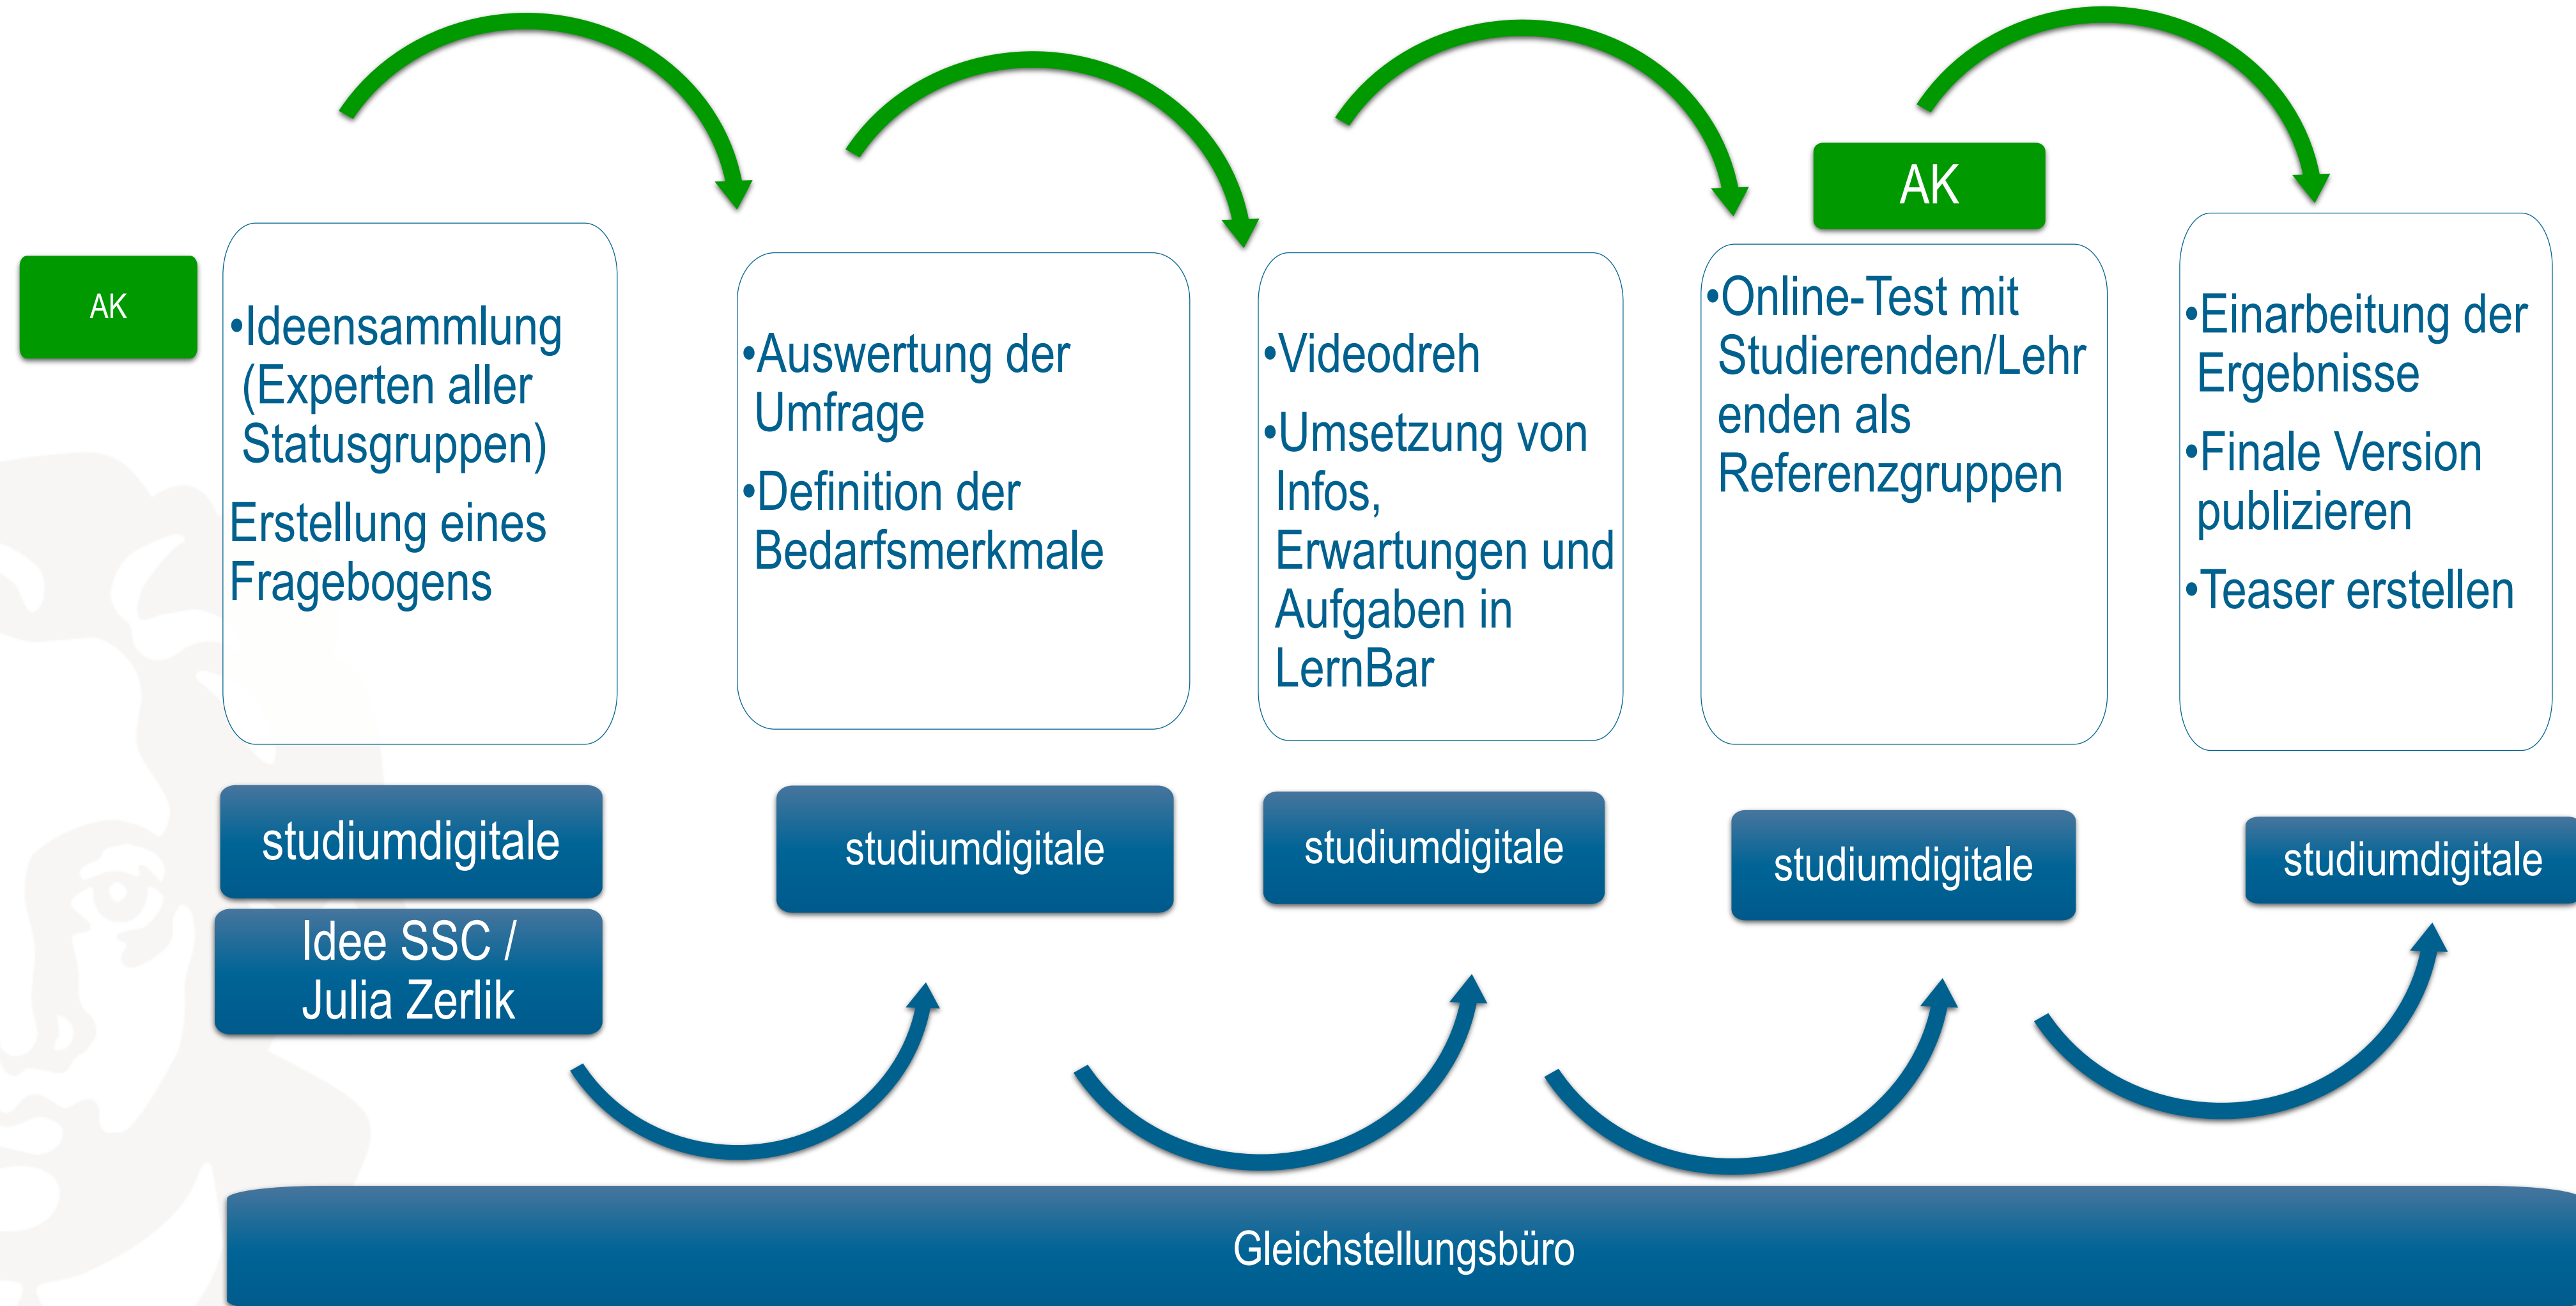 AK
•Ideensammlung
(Experten aller
Statusgruppen)
Erstellung eines
Fragebogens
studiumdigitale
Idee SSC /
Julia Zerlik
•Auswertung der
Umfrage
•Definition der
Bedarfsmerkmale
studiumdigitale
•Videodreh
•Umsetzung von
Infos,
Erwartungen und
Aufgaben in
LernBar
studiumdigitale
AK
•Online-Test mit
Studierenden/Lehr
enden als
Referenzgruppen
studiumdigitale
•Einarbeitung der
Ergebnisse
•Finale Version
publizieren
•Teaser erstellen
studiumdigitale
Gleichstellungsbüro